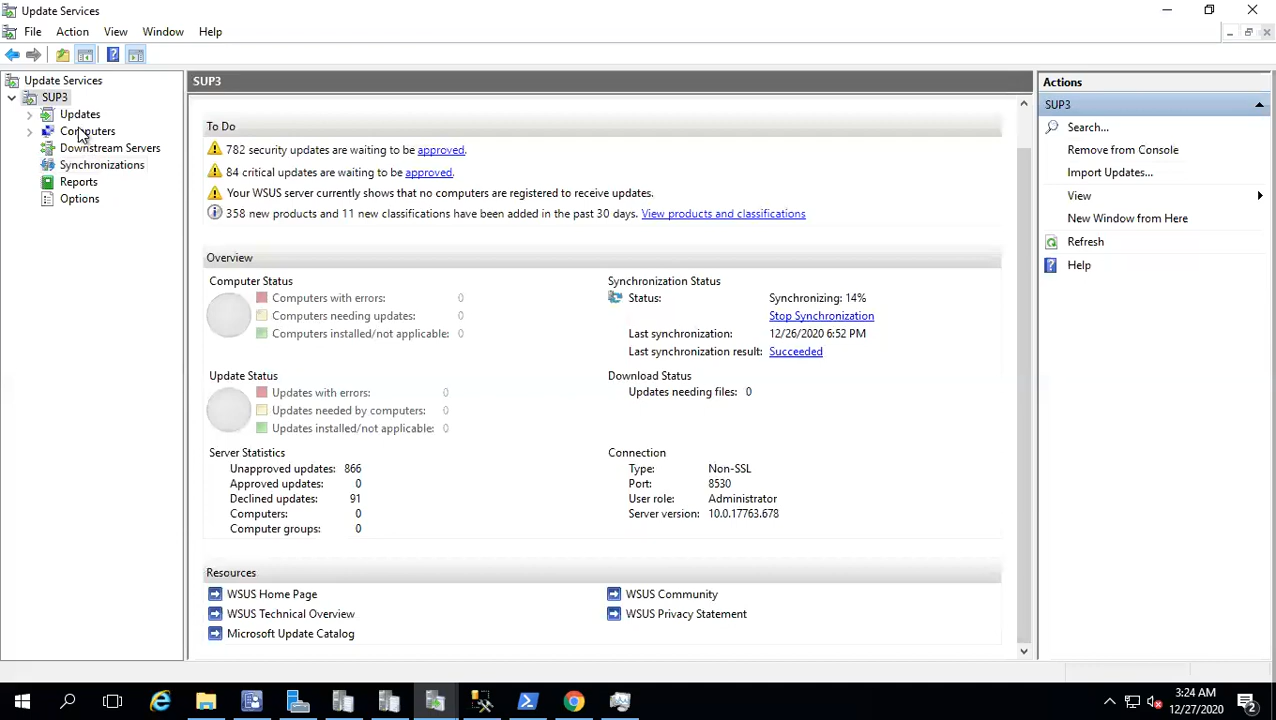 Update Services
File Action View Window Help
Update Services
SUP3
Updates
Computers
Downstream Servers
Synchronizations
Reports
Options
SUP3
To Do
782 security updates are waiting to be approved.
84 critical updates are waiting to be approved.
Your WSUS server currently shows that no computers are registered to receive updates.
358 new products and 11 new classifications have been added in the past 30 days. View products and classifications
Overview
Computer Status
Computers with errors: 0
Computers needing updates: 0
Computers installed/not applicable: 0
Synchronization Status
Status: Synchronizing: 14%
Stop Synchronization
Last synchronization: 12/26/2020 6:52 PM
Last synchronization result: Succeeded
Update Status
Updates with errors: 0
Updates needed by computers: 0
Updates installed/not applicable: 0
Download Status
Updates needing files: 0
Server Statistics
Unapproved updates: 866
Approved updates: 0
Declined updates: 91
Computers: 0
Computer groups: 0
Connection
Type: Non-SSL
Port: 8530
User role: Administrator
Server version: 10.0.17763.678
Resources
WSUS Home Page
WSUS Technical Overview
Microsoft Update Catalog
WSUS Community
WSUS Privacy Statement
Actions
SUP3
Search...
Remove from Console
Import Updates...
View
New Window from Here
Refresh
Help
3:24 AM
12/27/2020
2